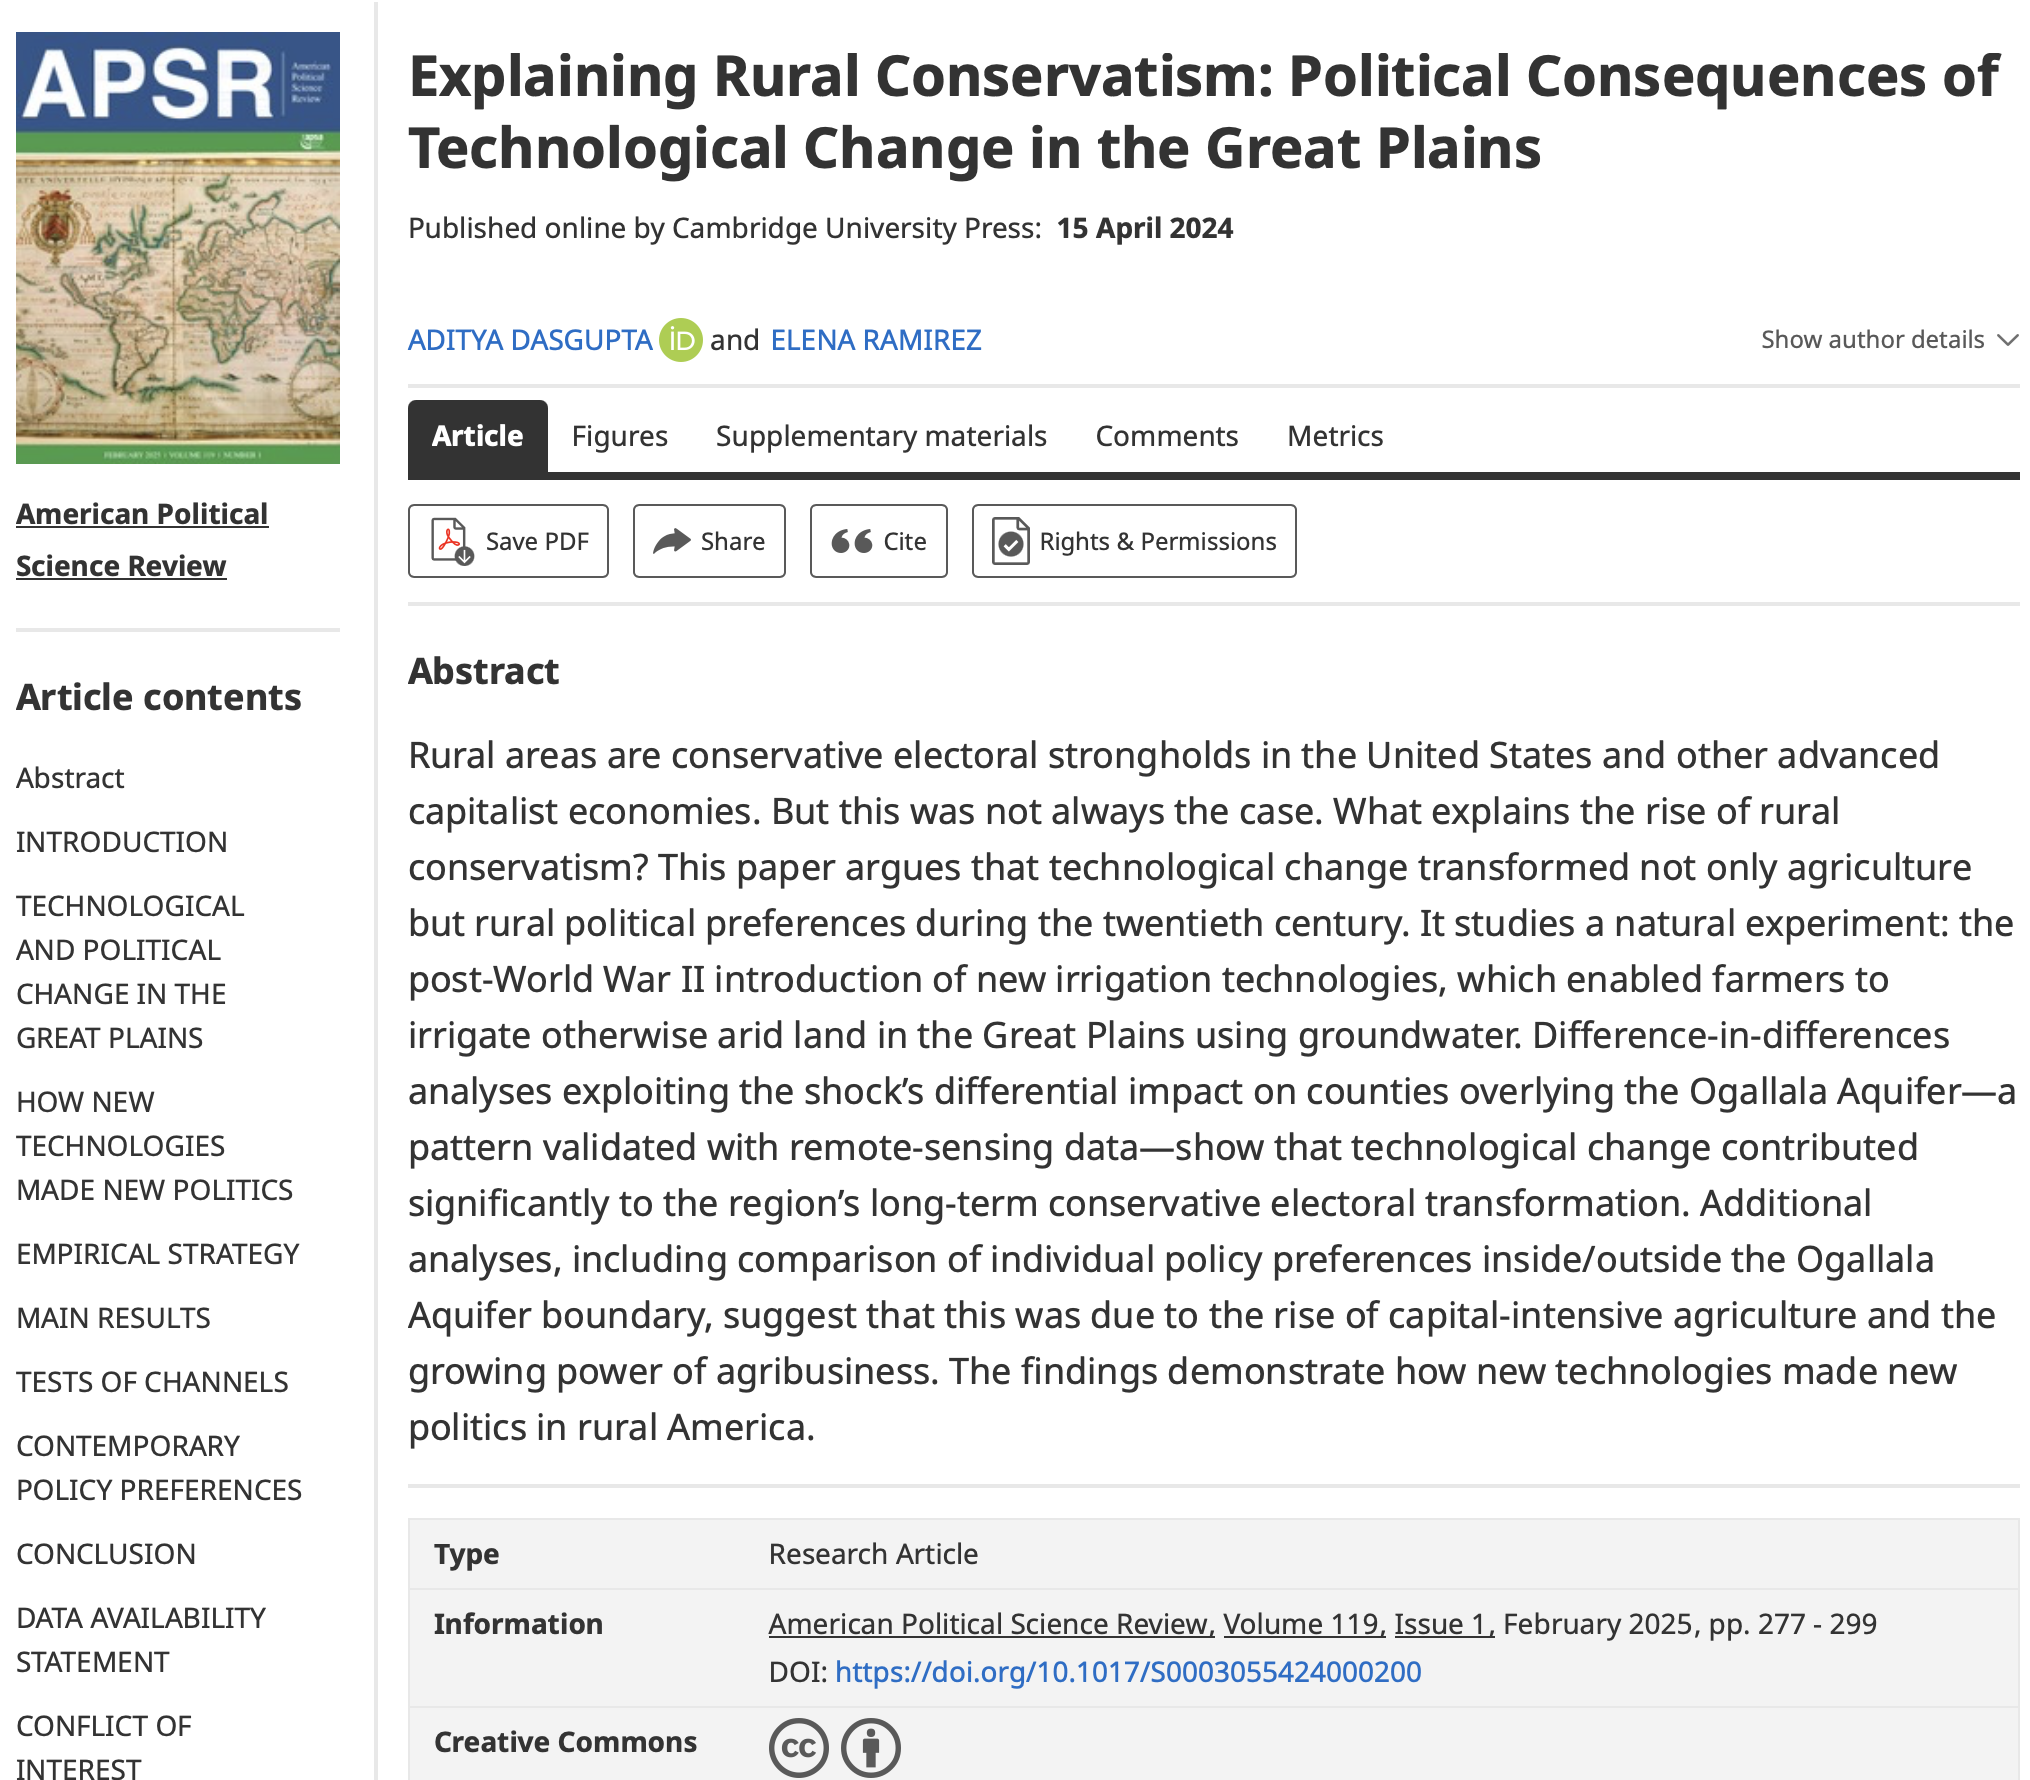 APSR
American
Political
Science
Review
FEBRUARY 2025 | VOLUME 119 | NUMBER 1
American Political
Science Review
Article contents
Abstract
INTRODUCTION
TECHNOLOGICAL
AND POLITICAL
CHANGE IN THE
GREAT PLAINS
HOW NEW
TECHNOLOGIES
MADE NEW POLITICS
EMPIRICAL STRATEGY
MAIN RESULTS
TESTS OF CHANNELS
CONTEMPORARY
POLICY PREFERENCES
CONCLUSION
DATA AVAILABILITY
STATEMENT
CONFLICT OF
INTEREST
Explaining Rural Conservatism: Political Consequences of
Technological Change in the Great Plains
Published online by Cambridge University Press: 15 April 2024
ADITYA DASGUPTA iD and ELENA RAMIREZ
Show author details
Article Figures Supplementary materials Comments Metrics
Save PDF Share Cite Rights & Permissions
Abstract
Rural areas are conservative electoral strongholds in the United States and other advanced
capitalist economies. But this was not always the case. What explains the rise of rural
conservatism? This paper argues that technological change transformed not only agriculture
but rural political preferences during the twentieth century. It studies a natural experiment: the
post-World War II introduction of new irrigation technologies, which enabled farmers to
irrigate otherwise arid land in the Great Plains using groundwater. Difference-in-differences
analyses exploiting the shock’s differential impact on counties overlying the Ogallala Aquifer—a
pattern validated with remote-sensing data—show that technological change contributed
significantly to the region’s long-term conservative electoral transformation. Additional
analyses, including comparison of individual policy preferences inside/outside the Ogallala
Aquifer boundary, suggest that this was due to the rise of capital-intensive agriculture and the
growing power of agribusiness. The findings demonstrate how new technologies made new
politics in rural America.
Type Research Article
Information American Political Science Review, Volume 119, Issue 1, February 2025, pp. 277 - 299
DOI: https://doi.org/10.1017/S0003055424000200
Creative Commons cc